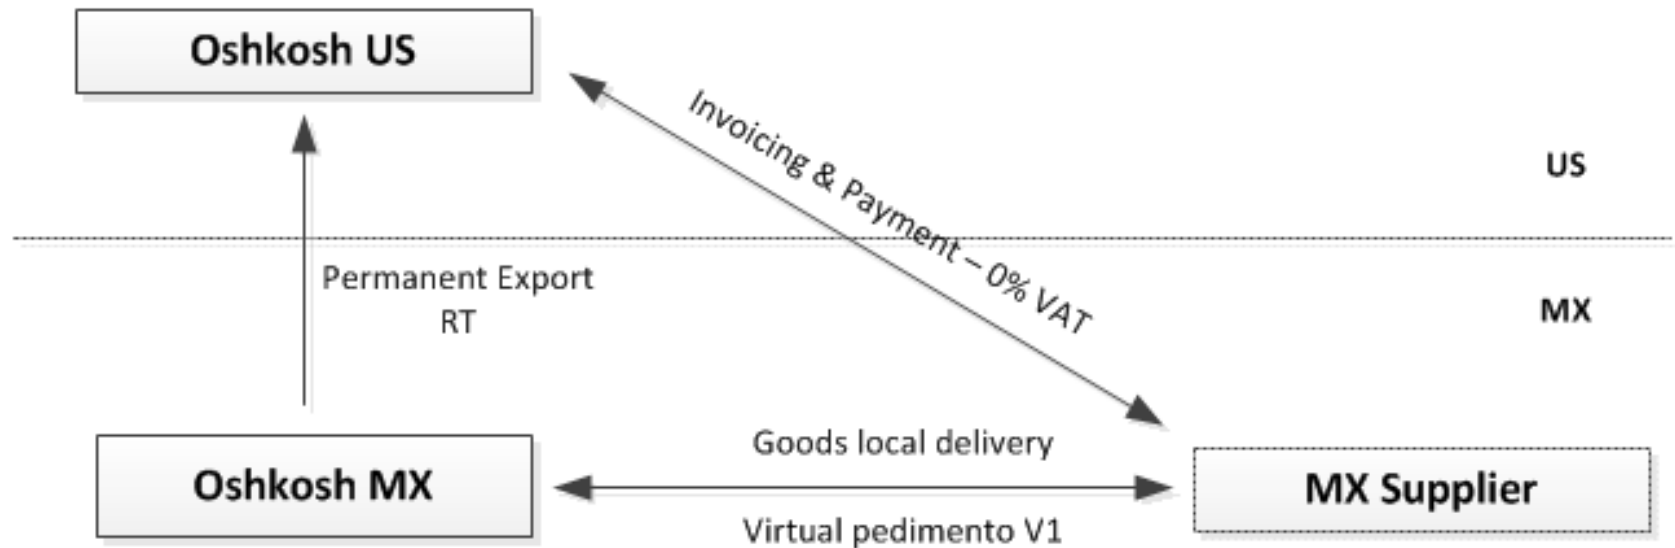 Oshkosh US
Invoicing & Payment – 0% VAT
US
Permanent Export
RT
MX
Goods local delivery
Oshkosh MX
MX Supplier
Virtual pedimento V1